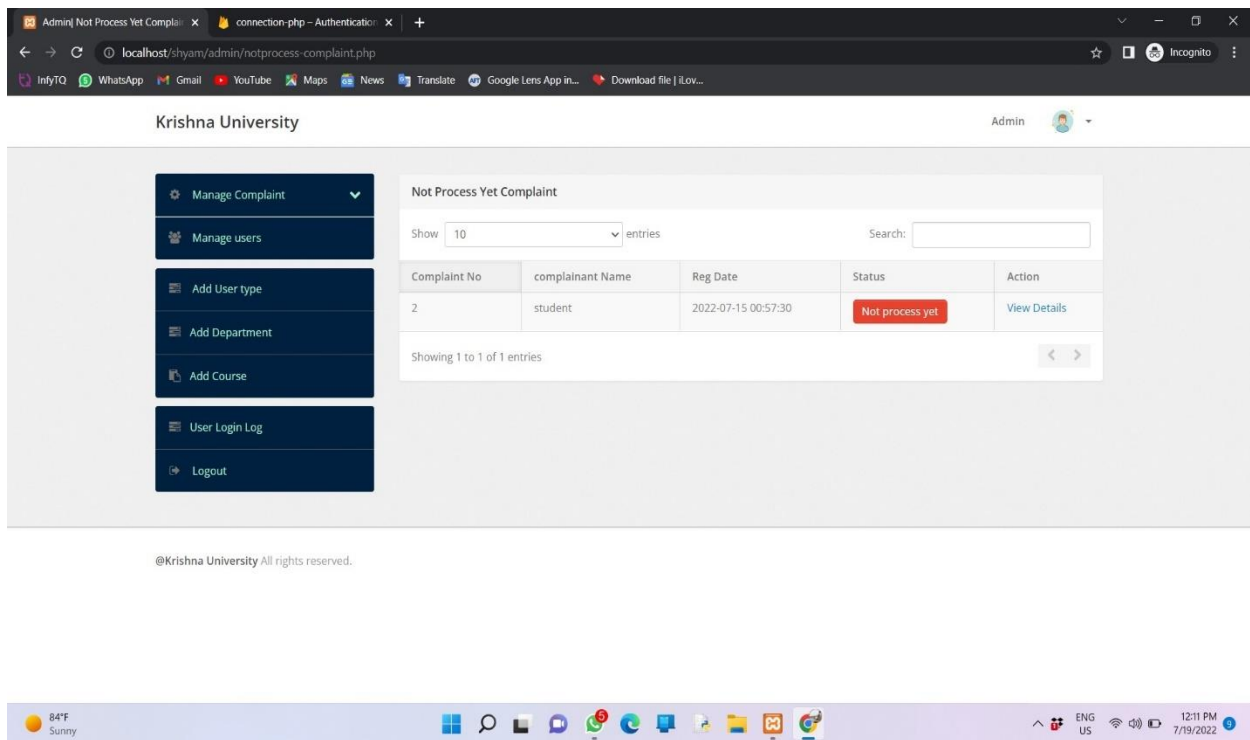 Admin| Not Process Yet Complai
connection-php – Authentication
localhost/shyam/admin/notprocess-complaint.php
Incognito
InfyTQ WhatsApp Gmail YouTube Maps News Translate Google Lens App in... Download file | iLov...
Krishna University
Admin
Manage Complaint
Manage users
Add User type
Add Department
Add Course
User Login Log
Logout
Not Process Yet Complaint
Show 10 entries
Search:
Complaint No complainant Name Reg Date Status Action
2 student 2022-07-15 00:57:30 Not process yet View Details
Showing 1 to 1 of 1 entries
@Krishna University All rights reserved.
84°F
Sunny
5
ENG
US
12:11 PM
7/19/2022
9